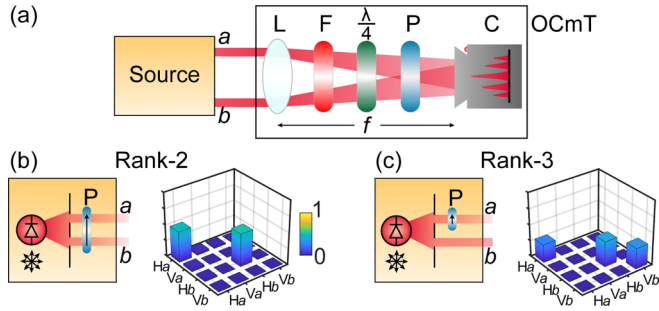 (a)
L F λ/4 P C OCmT
a
Source
b
f
(b) Rank-2
P
a
b
1
0
Ha Va Hb Vb
Ha Va Hb Vb
(c) Rank-3
P
a
b
Ha Va Hb Vb
Ha Va Hb Vb